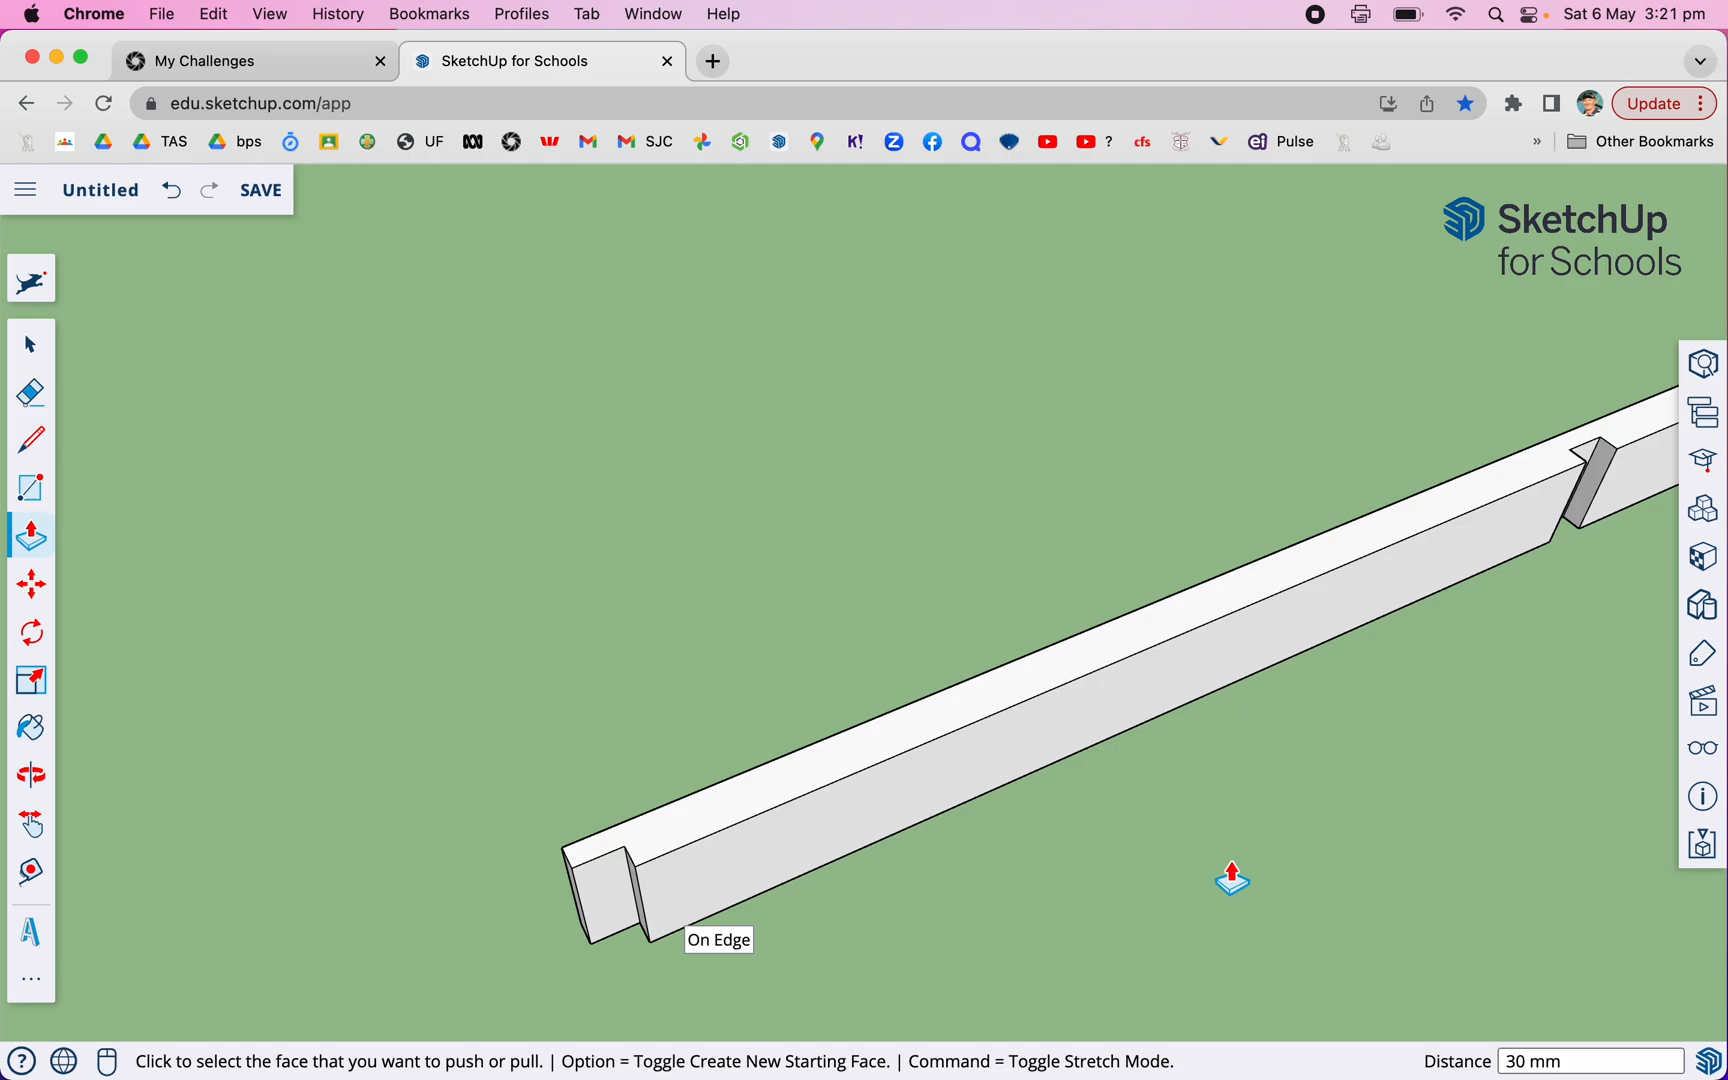 Chrome File Edit View History Bookmarks Profiles Tab Window Help Sat 6 May 3:21 pm
My Challenges SketchUp for Schools
edu.sketchup.com/app Update
TAS bps UF SJC K! ? cfs ei Pulse » Other Bookmarks
Untitled SAVE
SketchUp
for Schools
On Edge
Click to select the face that you want to push or pull. | Option = Toggle Create New Starting Face. | Command = Toggle Stretch Mode. Distance 30 mm